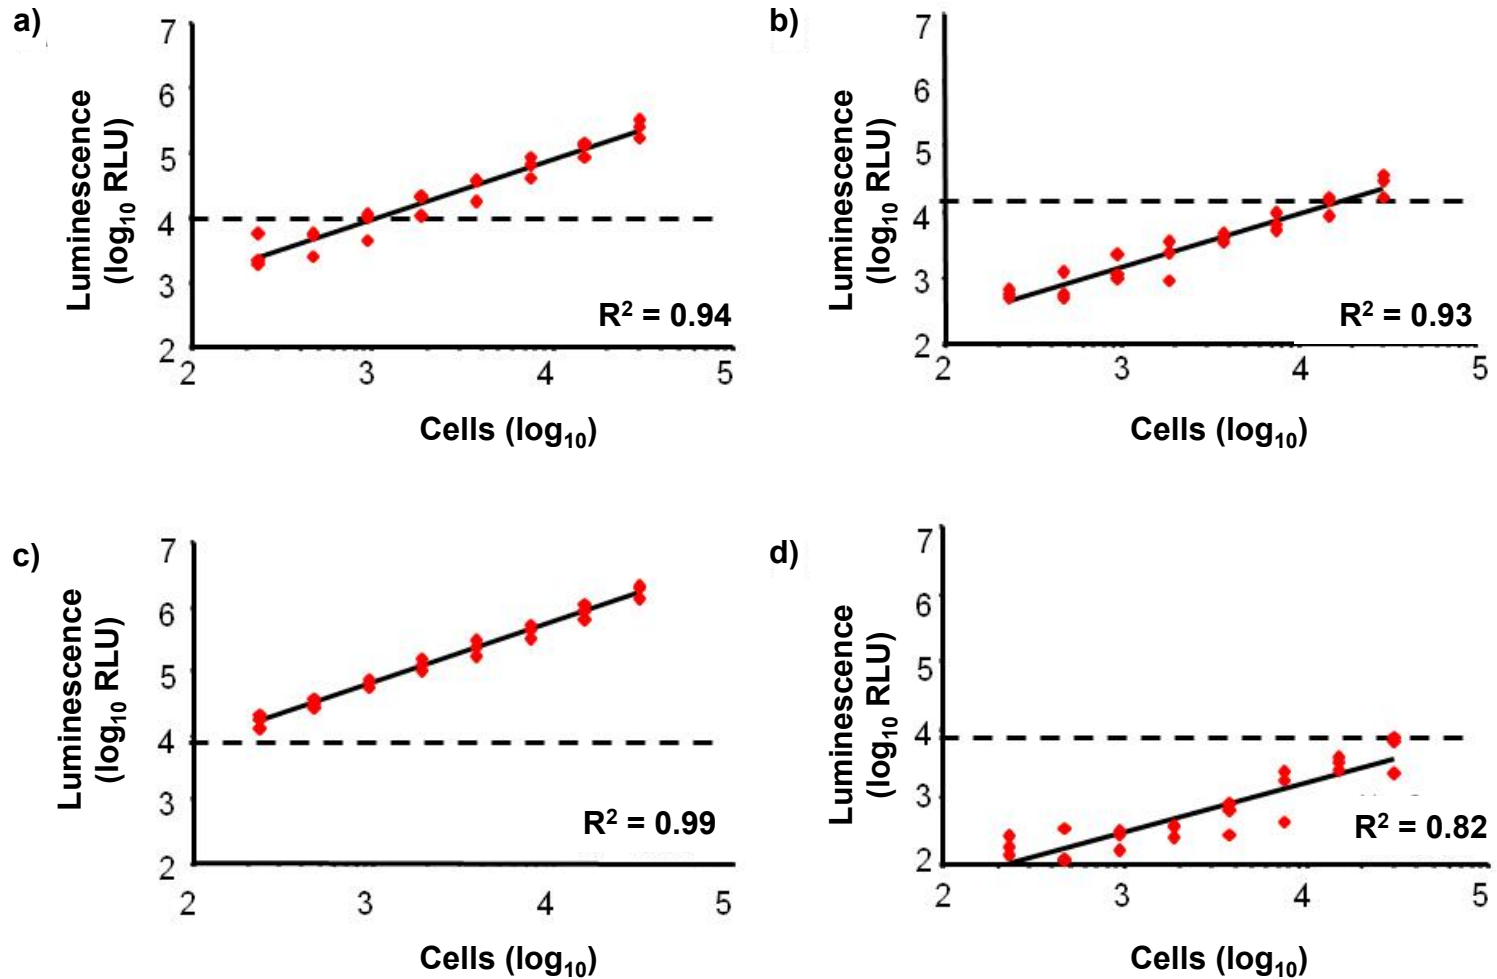 a)
7
6
5
4
3
2
2 3 4 5
Luminescence
(log₁₀ RLU)
R² = 0.94
Cells (log₁₀)
b)
7
6
5
4
3
2
2 3 4 5
Luminescence
(log₁₀ RLU)
R² = 0.93
Cells (log₁₀)
c)
7
6
5
4
3
2
2 3 4 5
Luminescence
(log₁₀ RLU)
R² = 0.99
Cells (log₁₀)
d)
7
6
5
4
3
2
2 3 4 5
Luminescence
(log₁₀ RLU)
R² = 0.82
Cells (log₁₀)